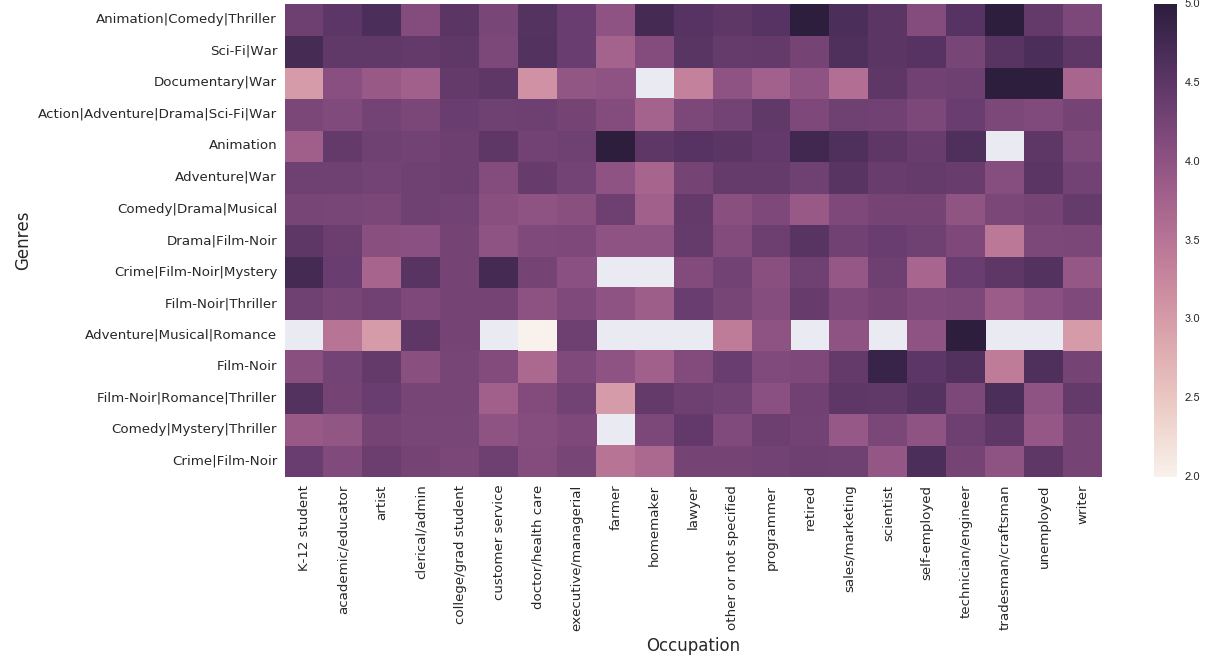 Genres
Animation|Comedy|Thriller
Sci-Fi|War
Documentary|War
Action|Adventure|Drama|Sci-Fi|War
Animation
Adventure|War
Comedy|Drama|Musical
Drama|Film-Noir
Crime|Film-Noir|Mystery
Film-Noir|Thriller
Adventure|Musical|Romance
Film-Noir
Film-Noir|Romance|Thriller
Comedy|Mystery|Thriller
Crime|Film-Noir
K-12 student
academic/educator
artist
clerical/admin
college/grad student
customer service
doctor/health care
executive/managerial
farmer
homemaker
lawyer
other or not specified
programmer
retired
sales/marketing
scientist
self-employed
technician/engineer
tradesman/craftsman
unemployed
writer
Occupation
5.0
4.5
4.0
3.5
3.0
2.5
2.0